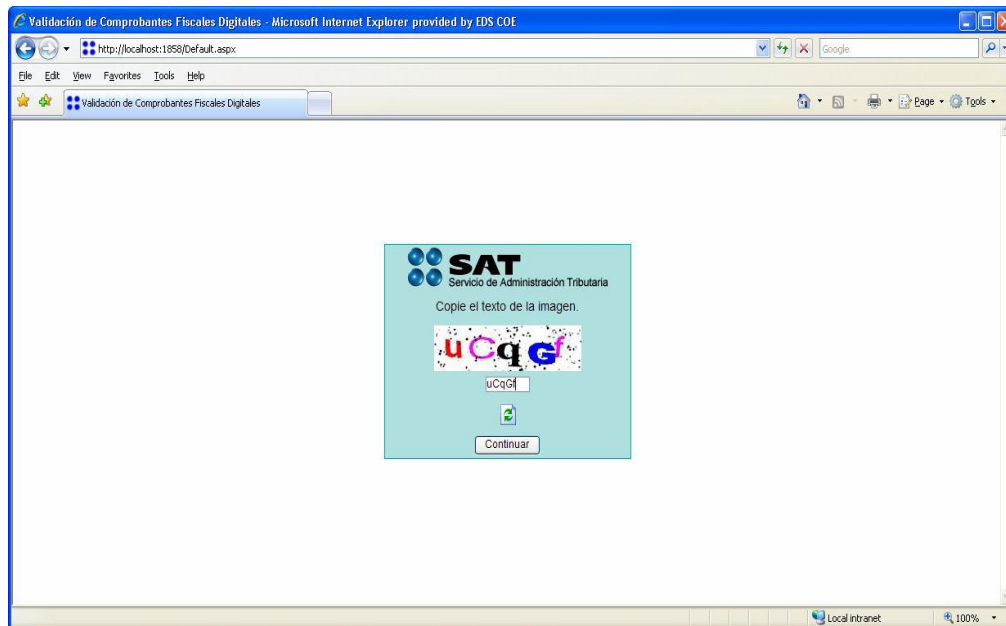 Validación de Comprobantes Fiscales Digitales - Microsoft Internet Explorer provided by EDS COE
http://localhost:1858/Default.aspx
Google
File Edit View Favorites Tools Help
Validación de Comprobantes Fiscales Digitales
Page
Tools
SAT
Servicio de Administración Tributaria
Copie el texto de la imagen.
uCqGf
uCqGf
Continuar
Local intranet
100%